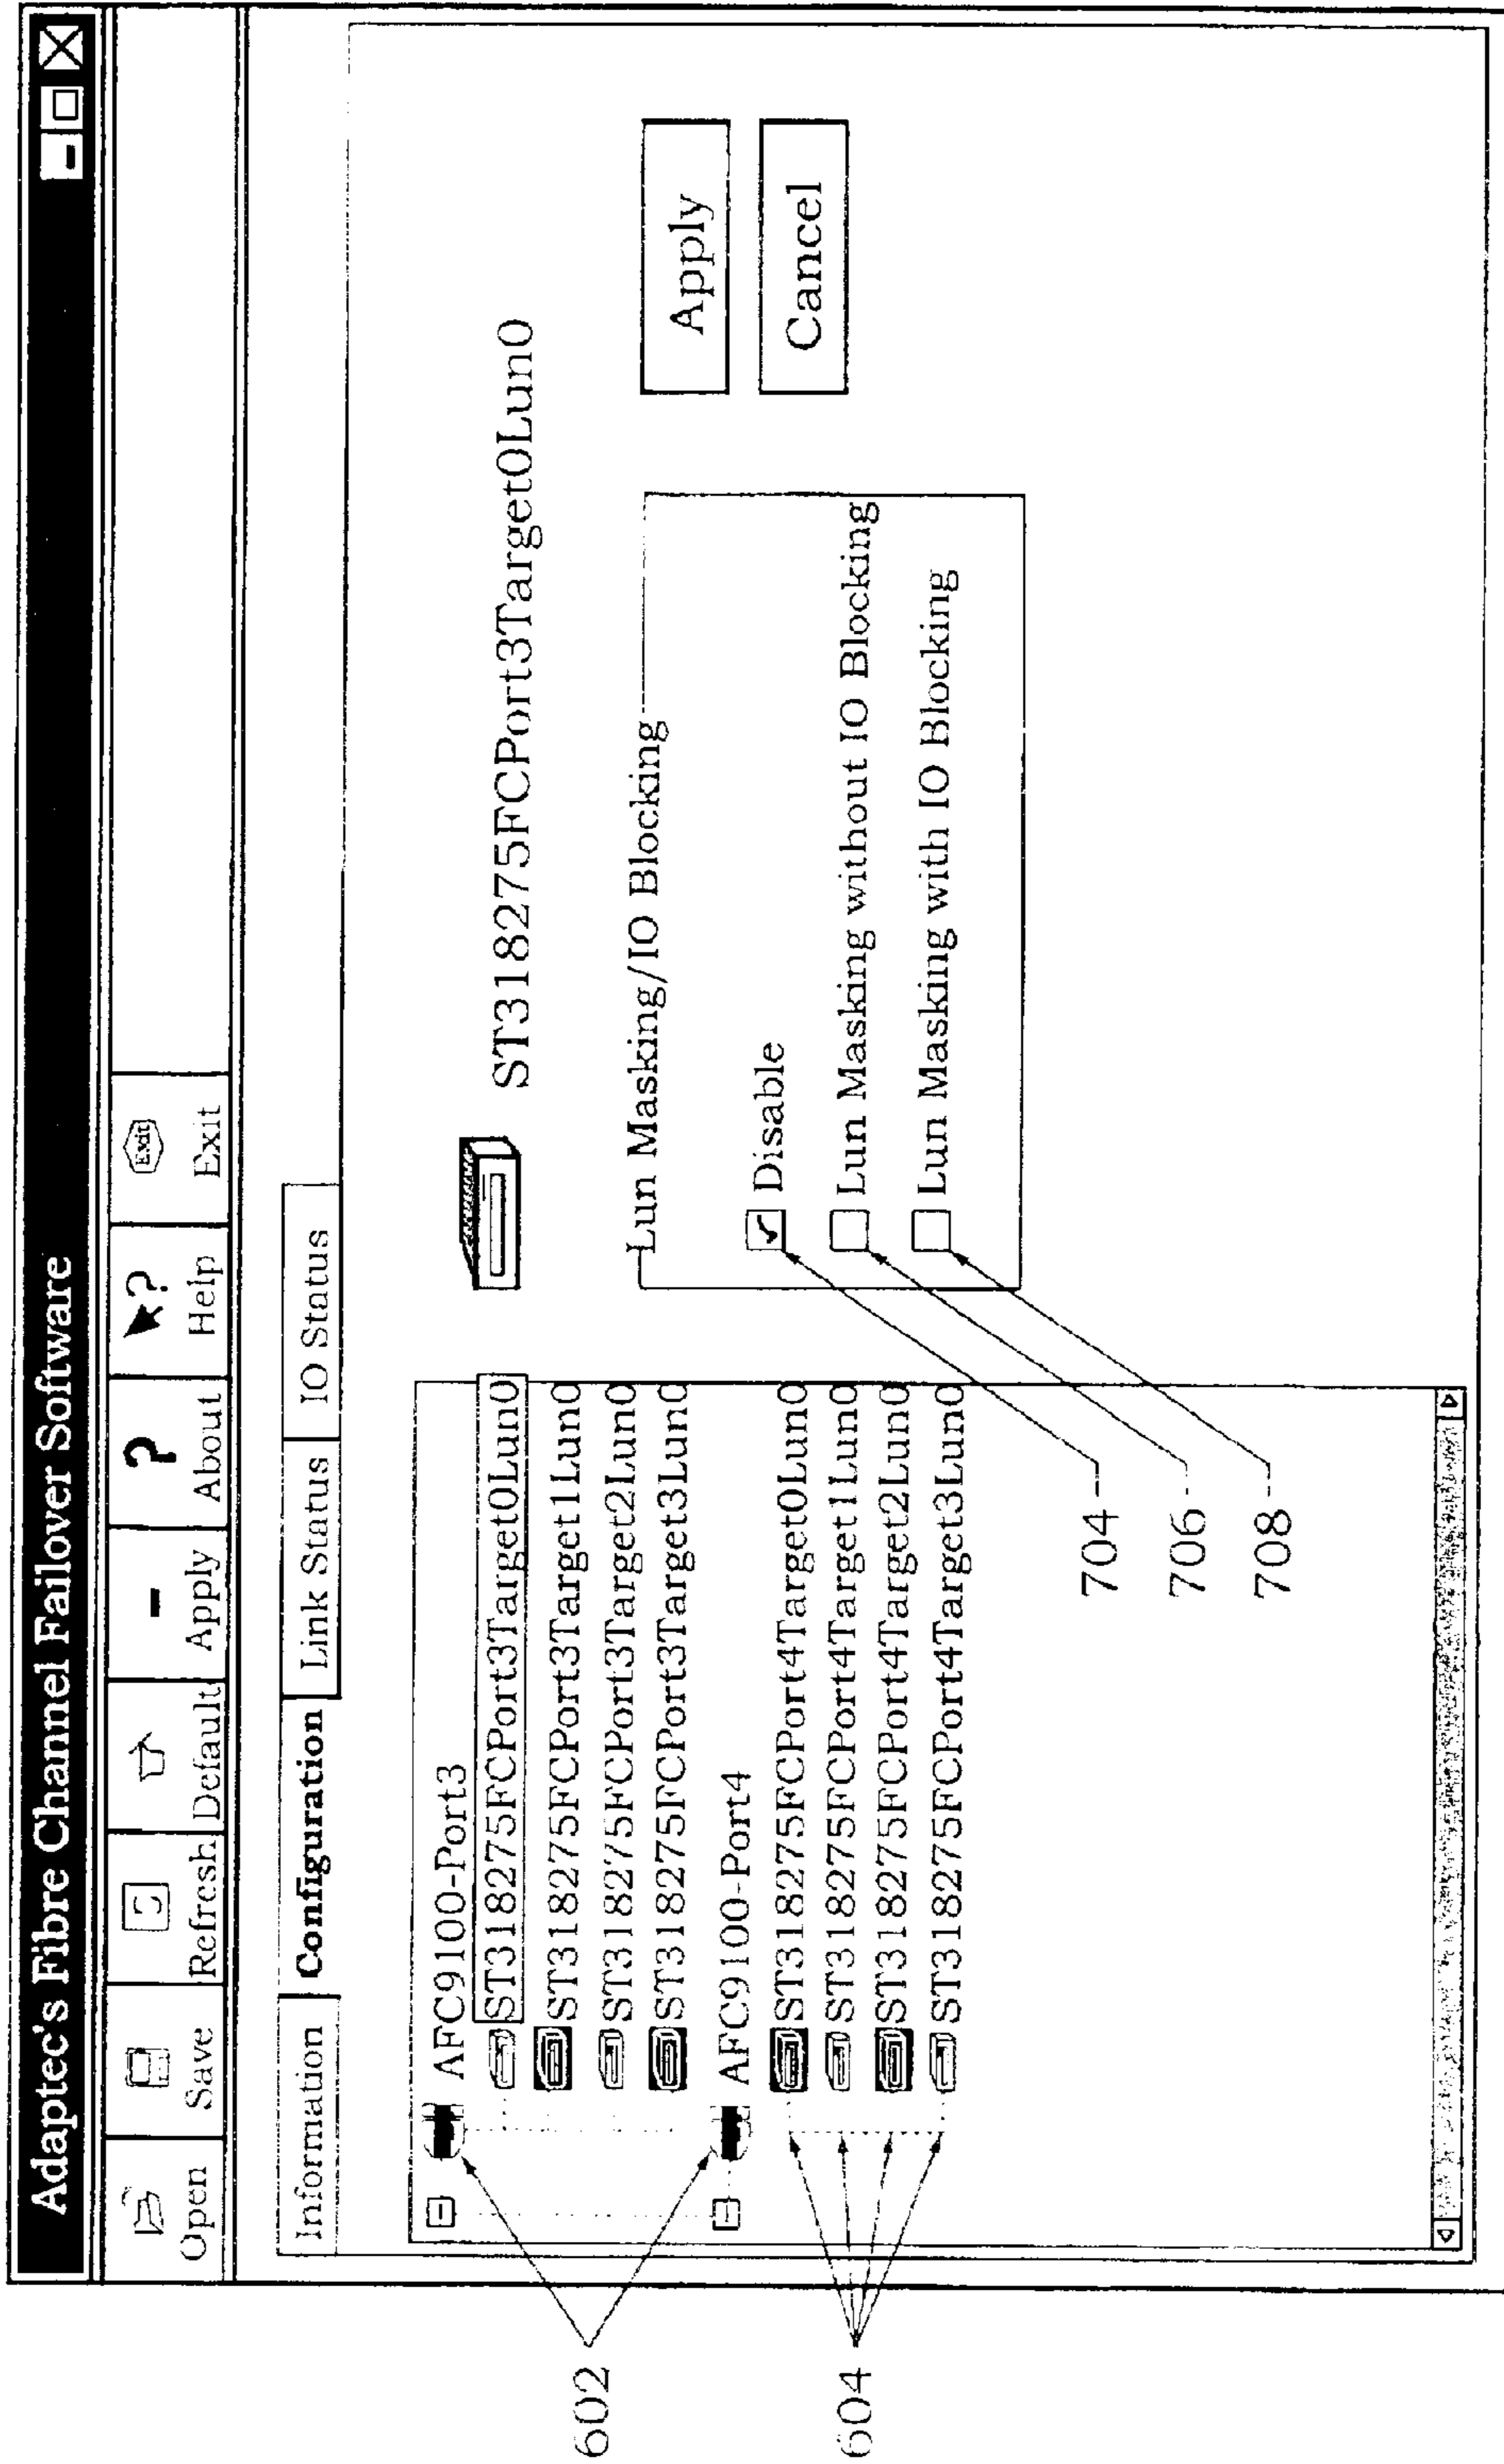 Adaptec's Fibre Channel Failover Software
Open
Save
Refresh
Default
Apply
About
Help
Exit
Exit
Information
Configuration
Link Status
IO Status
AFC9100-Port3
ST318275FCPort3Target0Lun0
ST318275FCPort3Target1Lun0
ST318275FCPort3Target2Lun0
ST318275FCPort3Target3Lun0
AFC9100-Port4
ST318275FCPort4Target0Lun0
ST318275FCPort4Target1Lun0
ST318275FCPort4Target2Lun0
ST318275FCPort4Target3Lun0
ST318275FCPort3Target0Lun0
Lun Masking/IO Blocking
Disable
Lun Masking without IO Blocking
Lun Masking with IO Blocking
Apply
Cancel
602
604
704
706
708